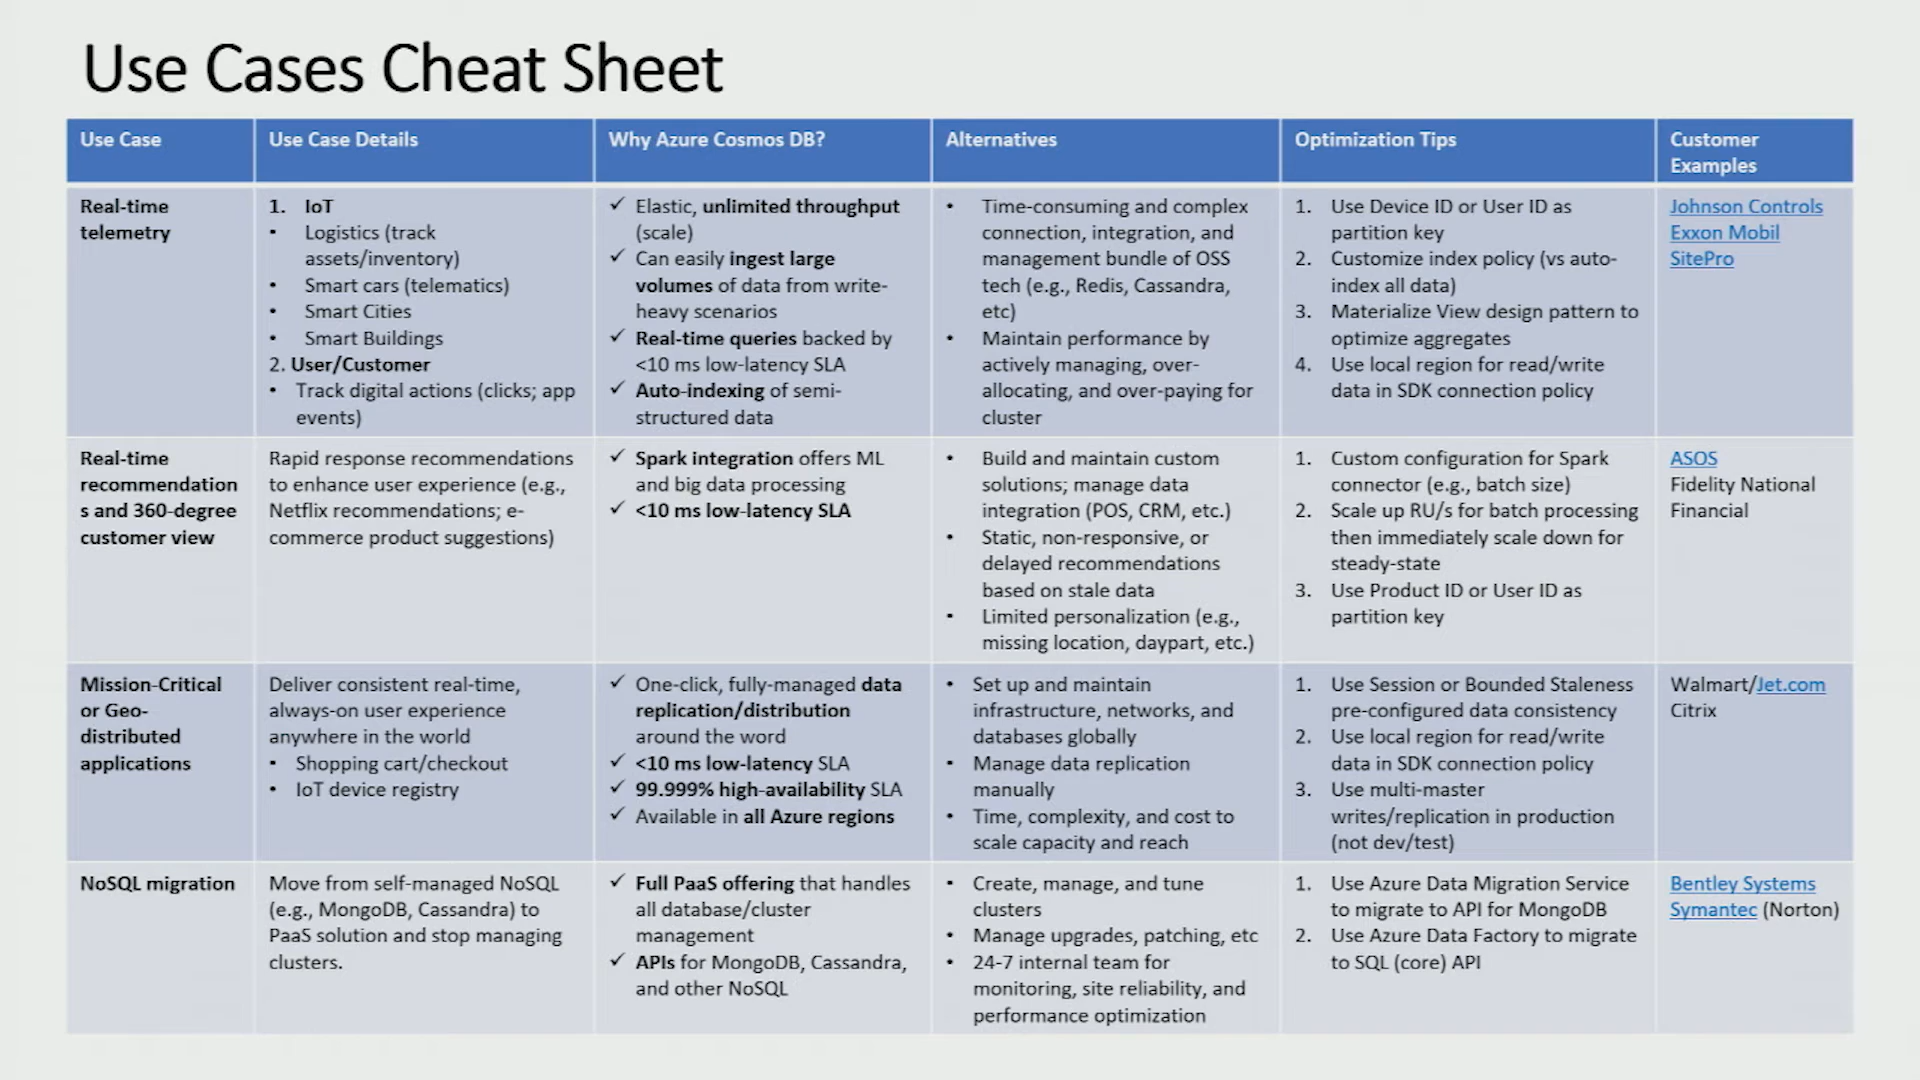 Use Cases Cheat Sheet
Use Case
Use Case Details
Why Azure Cosmos DB?
Alternatives
Optimization Tips
Customer
Examples
Real-time
telemetry
1. IoT
• Logistics (track
assets/inventory)
• Smart cars (telematics)
• Smart Cities
• Smart Buildings
2. User/Customer
• Track digital actions (clicks; app
events)
✓ Elastic, unlimited throughput
(scale)
✓ Can easily ingest large
volumes of data from write-
heavy scenarios
✓ Real-time queries backed by
<10 ms low-latency SLA
✓ Auto-indexing of semi-
structured data
• Time-consuming and complex
connection, integration, and
management bundle of OSS
tech (e.g., Redis, Cassandra,
etc)
• Maintain performance by
actively managing, over-
allocating, and over-paying for
cluster
1. Use Device ID or User ID as
partition key
2. Customize index policy (vs auto-
index all data)
3. Materialize View design pattern to
optimize aggregates
4. Use local region for read/write
data in SDK connection policy
Johnson Controls
Exxon Mobil
SitePro
Real-time
recommendation
s and 360-degree
customer view
Rapid response recommendations
to enhance user experience (e.g.,
Netflix recommendations; e-
commerce product suggestions)
✓ Spark integration offers ML
and big data processing
✓ <10 ms low-latency SLA
• Build and maintain custom
solutions; manage data
integration (POS, CRM, etc.)
• Static, non-responsive, or
delayed recommendations
based on stale data
• Limited personalization (e.g.,
missing location, daypart, etc.)
1. Custom configuration for Spark
connector (e.g., batch size)
2. Scale up RU/s for batch processing
then immediately scale down for
steady-state
3. Use Product ID or User ID as
partition key
ASOS
Fidelity National
Financial
Mission-Critical
or Geo-
distributed
applications
Deliver consistent real-time,
always-on user experience
anywhere in the world
• Shopping cart/checkout
• IoT device registry
✓ One-click, fully-managed data
replication/distribution
around the word
✓ <10 ms low-latency SLA
✓ 99.999% high-availability SLA
✓ Available in all Azure regions
• Set up and maintain
infrastructure, networks, and
databases globally
• Manage data replication
manually
• Time, complexity, and cost to
scale capacity and reach
1. Use Session or Bounded Staleness
pre-configured data consistency
2. Use local region for read/write
data in SDK connection policy
3. Use multi-master
writes/replication in production
(not dev/test)
Walmart/Jet.com
Citrix
NoSQL migration
Move from self-managed NoSQL
(e.g., MongoDB, Cassandra) to
PaaS solution and stop managing
clusters.
✓ Full PaaS offering that handles
all database/cluster
management
✓ APIs for MongoDB, Cassandra,
and other NoSQL
• Create, manage, and tune
clusters
• Manage upgrades, patching, etc
• 24-7 internal team for
monitoring, site reliability, and
performance optimization
1. Use Azure Data Migration Service
to migrate to API for MongoDB
2. Use Azure Data Factory to migrate
to SQL (core) API
Bentley Systems
Symantec (Norton)